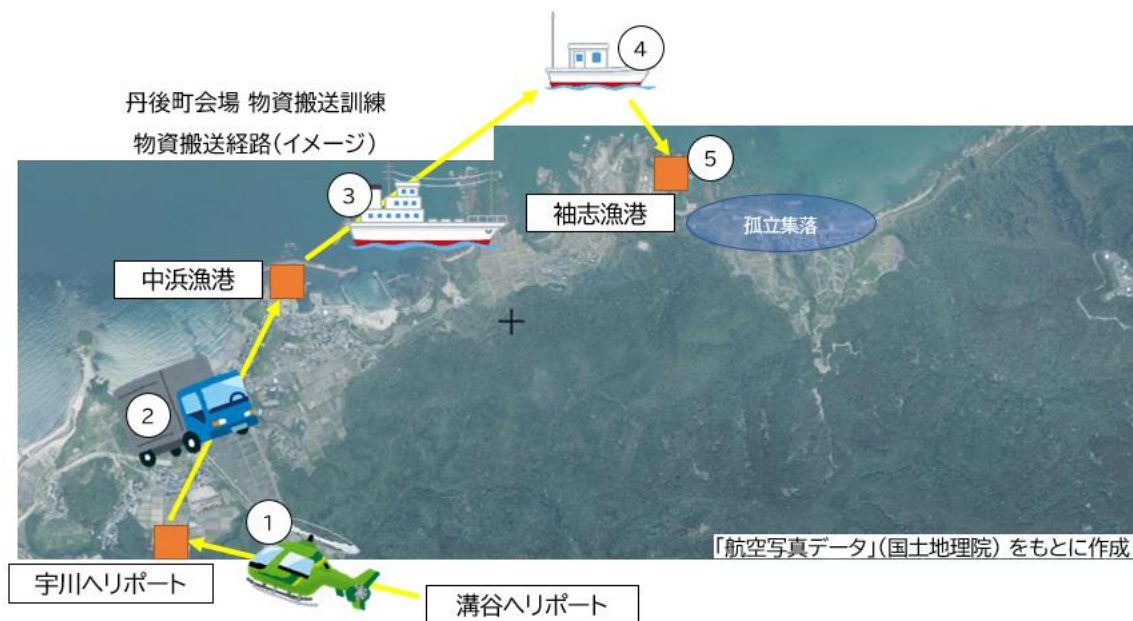 丹後町会場 物資搬送訓練
物資搬送経路(イメージ)
④
③
⑤
袖志漁港
孤立集落
中浜漁港
②
①
「航空写真データ」(国土地理院) をもとに作成
宇川ヘリポート
溝谷ヘリポート